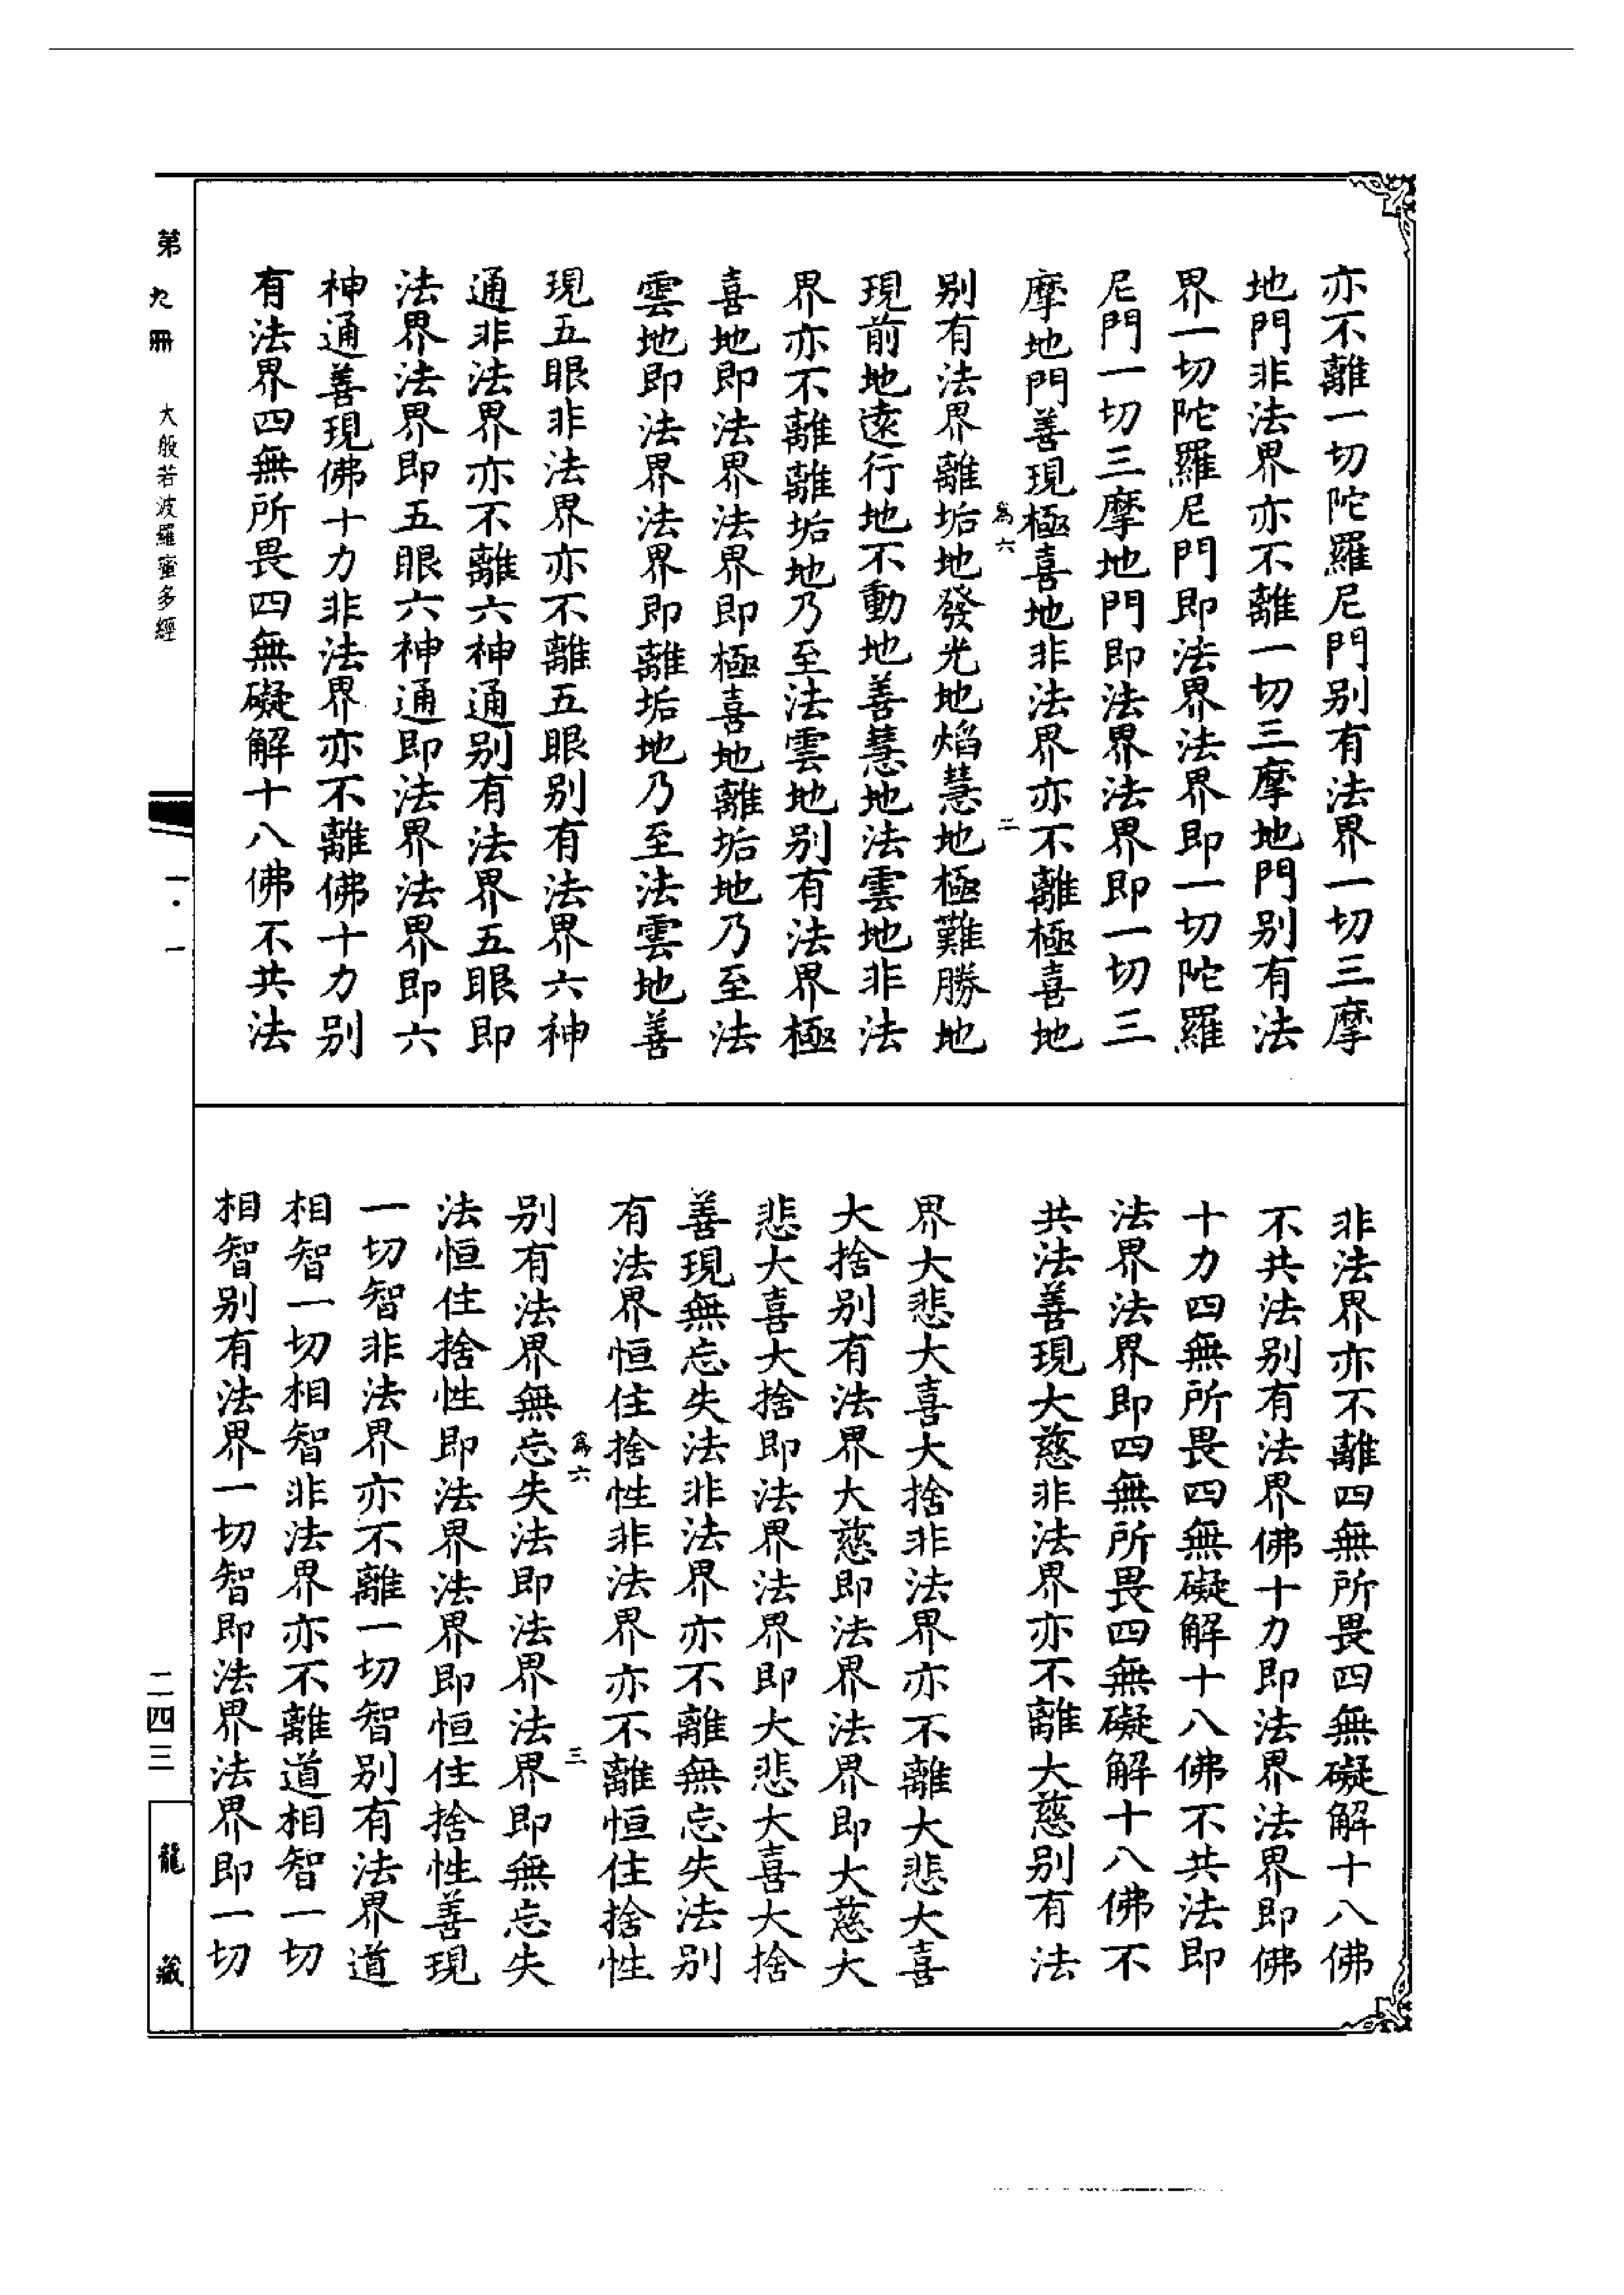 亦不離一切陀羅尼門别有法界一切三摩
地門非法界亦不離一切三摩地門别有法
界一切陀羅尼門即法界法界即一切陀羅
尼門一切三摩地門即法界法界即一切三
摩地門善現極喜地非法界亦不離極喜地
為六 二
别有法界離垢地發光地焰慧地極難勝地
現前地遠行地不動地善慧地法雲地非法
界亦不離離垢地乃至法雲地别有法界極
喜地即法界法界即極喜地離垢地乃至法
雲地即法界法界即離垢地乃至法雲地善
現五眼非法界亦不離五眼别有法界六神
通非法界亦不離六神通别有法界五眼即
法界法界即五眼六神通即法界法界即六
神通善現佛十力非法界亦不離佛十力别
有法界四無所畏四無礙解十八佛不共法
非法界亦不離四無所畏四無礙解十八佛
不共法别有法界佛十力即法界法界即佛
十力四無所畏四無礙解十八佛不共法即
法界法界即四無所畏四無礙解十八佛不
共法善現大慈非法界亦不離大慈别有法
界大悲大喜大捨非法界亦不離大悲大喜
大捨别有法界大慈即法界法界即大慈大
悲大喜大捨即法界法界即大悲大喜大捨
善現無忘失法非法界亦不離無忘失法别
有法界恒住捨性非法界亦不離恒住捨性
為六 三
别有法界無忘失法即法界法界即無忘失
法恒住捨性即法界法界即恒住捨性善現
一切智非法界亦不離一切智别有法界道
相智一切相智非法界亦不離道相智一切
相智别有法界一切智即法界法界即一切
第九冊 大般若波羅蜜多經
一·一
二四三
龍藏